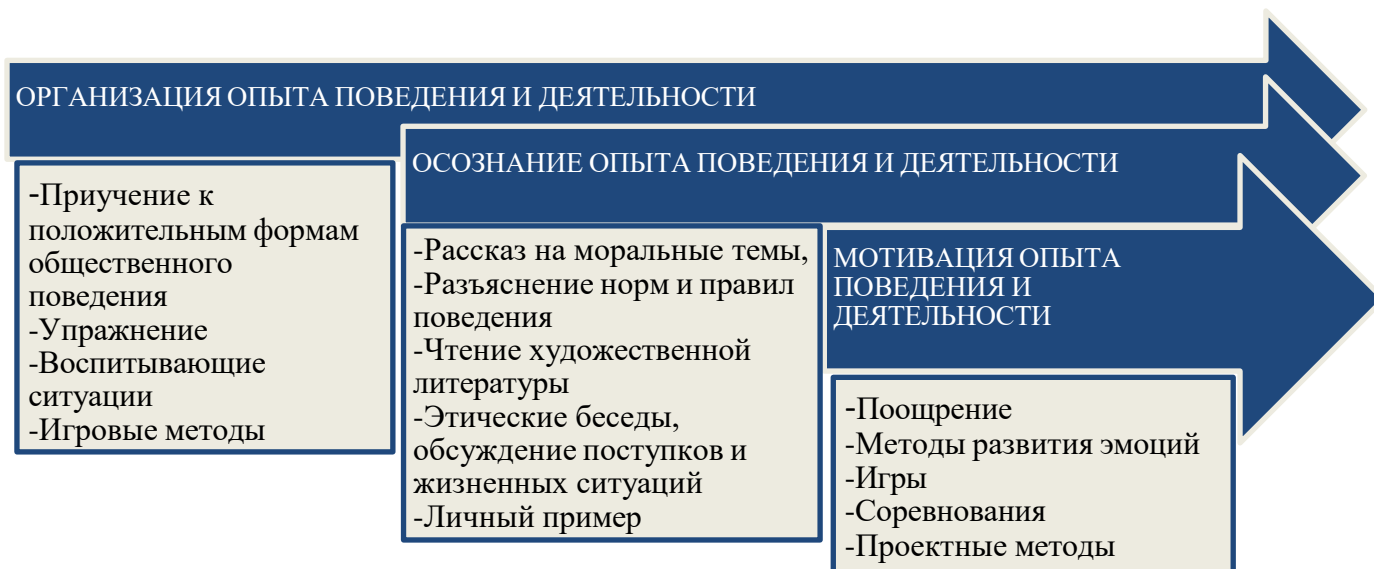 ОРГАНИЗАЦИЯ ОПЫТА ПОВЕДЕНИЯ И ДЕЯТЕЛЬНОСТИ
-Приучение к
положительным формам
общественного
поведения
-Упражнение
-Воспитывающие
ситуации
-Игровые методы
ОСОЗНАНИЕ ОПЫТА ПОВЕДЕНИЯ И ДЕЯТЕЛЬНОСТИ
-Рассказ на моральные темы,
-Разъяснение норм и правил
поведения
-Чтение художественной
литературы
-Этические беседы,
обсуждение поступков и
жизненных ситуаций
-Личный пример
МОТИВАЦИЯ ОПЫТА
ПОВЕДЕНИЯ И
ДЕЯТЕЛЬНОСТИ
-Поощрение
-Методы развития эмоций
-Игры
-Соревнования
-Проектные методы